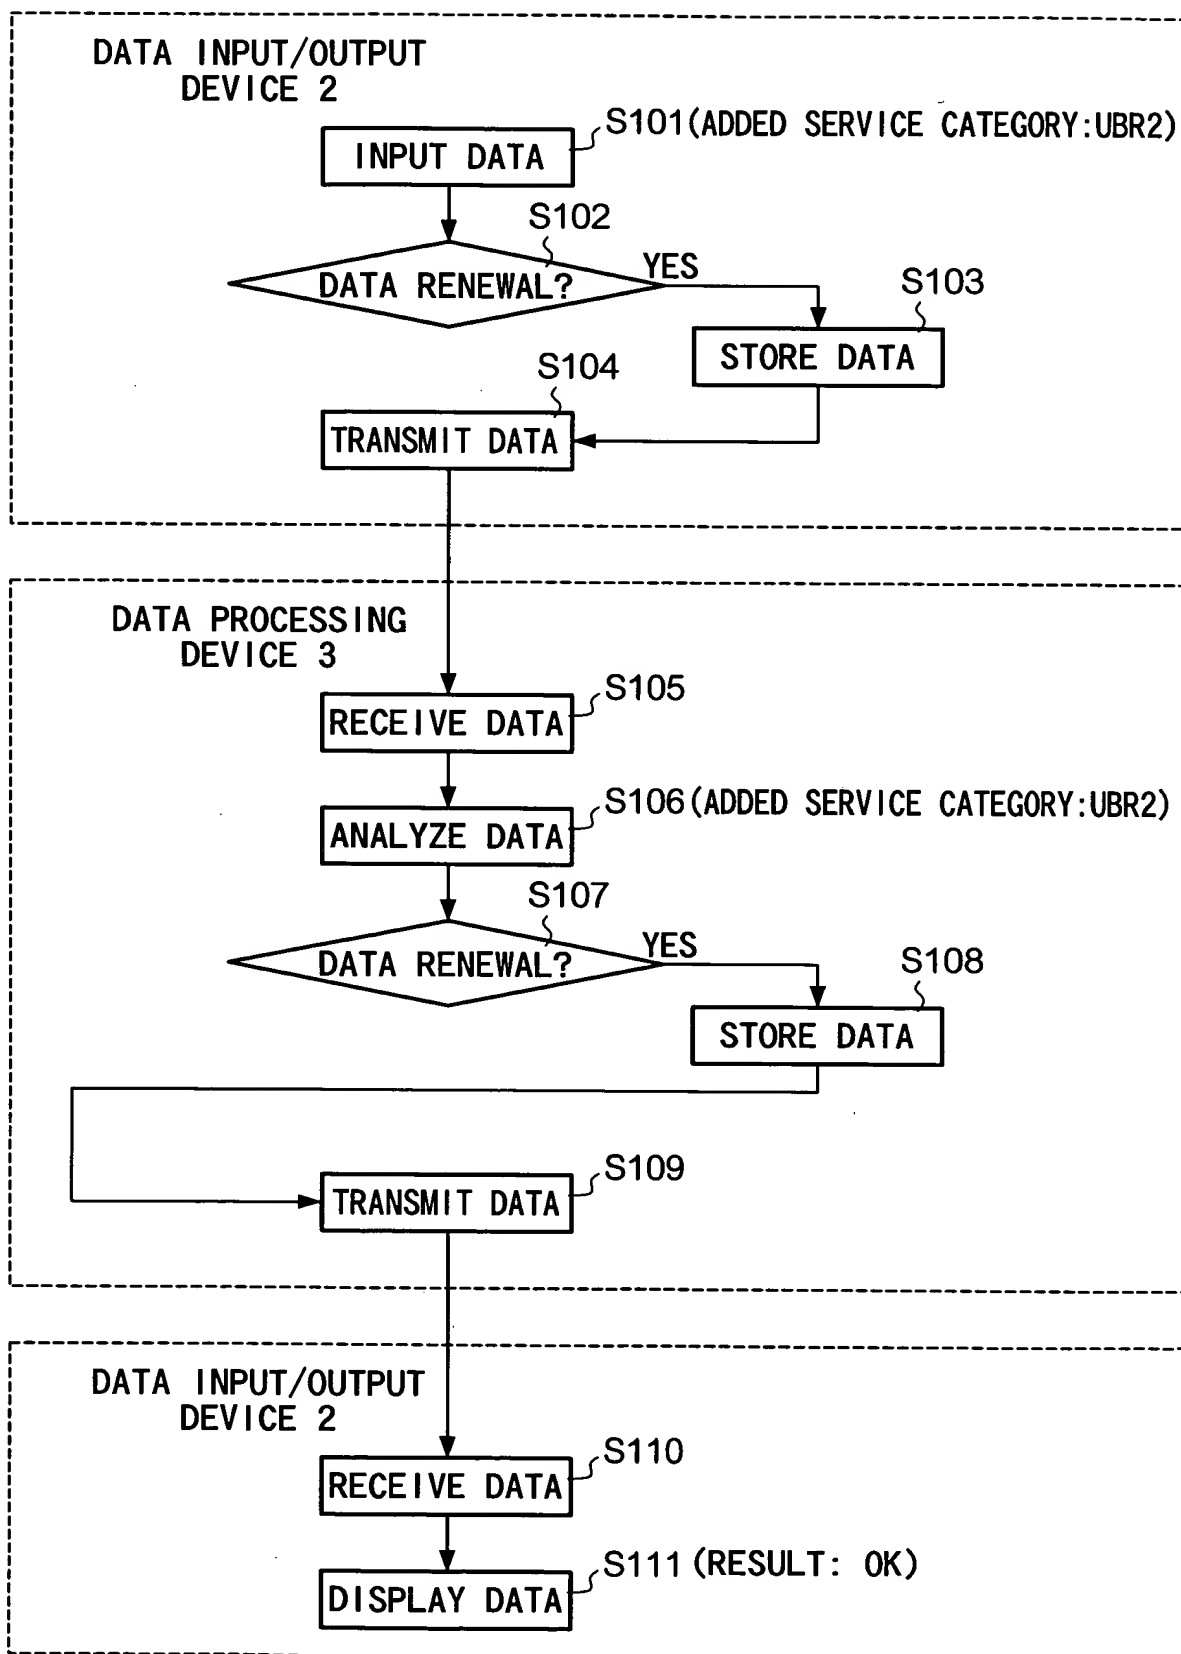 DATA INPUT/OUTPUT
DEVICE 2
S101(ADDED SERVICE CATEGORY:UBR2)
INPUT DATA
S102
DATA RENEWAL?
YES
S103
STORE DATA
S104
TRANSMIT DATA
DATA PROCESSING
DEVICE 3
S105
RECEIVE DATA
S106(ADDED SERVICE CATEGORY:UBR2)
ANALYZE DATA
S107
DATA RENEWAL?
YES
S108
STORE DATA
S109
TRANSMIT DATA
DATA INPUT/OUTPUT
DEVICE 2
S110
RECEIVE DATA
S111(RESULT: OK)
DISPLAY DATA